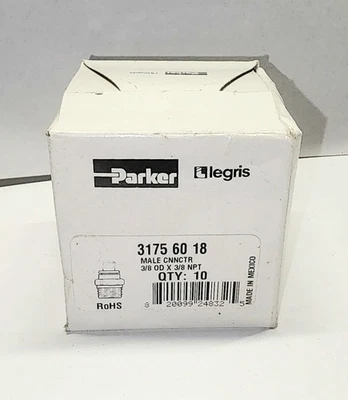 Parker legris
3175 60 18
MALE CNNCTR
3/8 OD X 3/8 NPT
QTY: 10
RoHS
S 20099 24832
MADE IN MEXICO